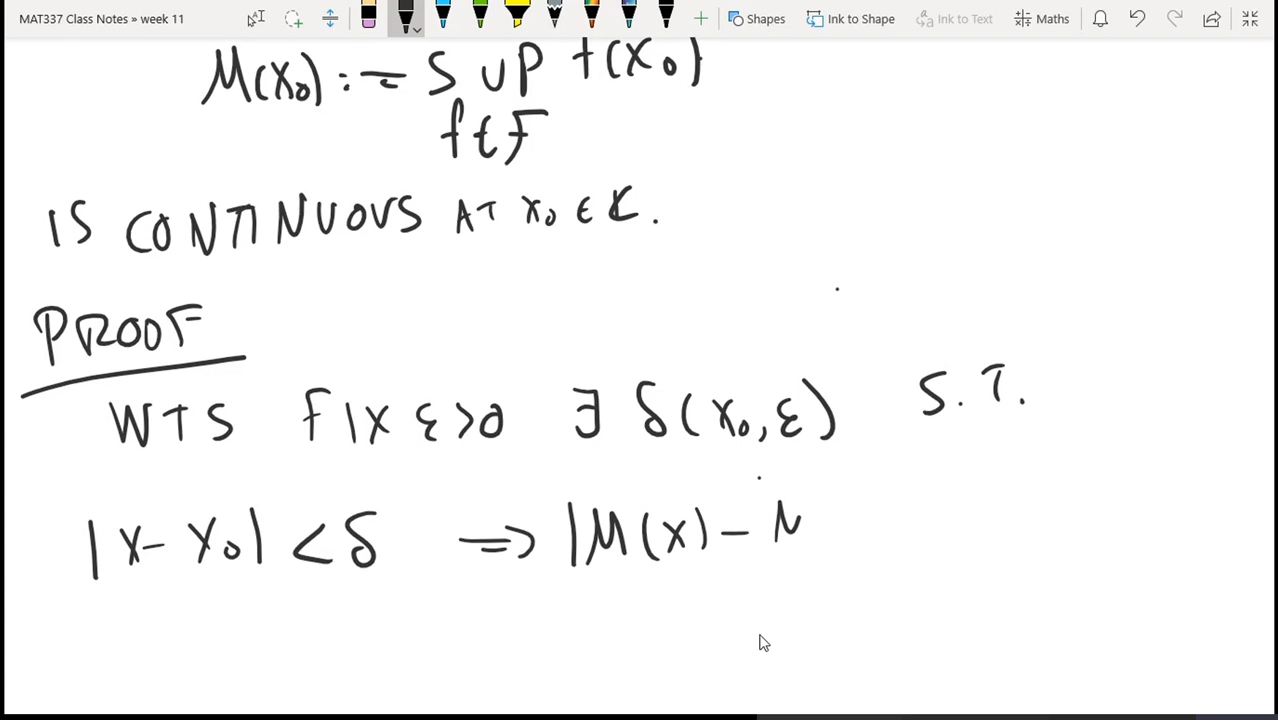 MAT337 Class Notes » week 11
Shapes Ink to Shape Ink to Text Maths
M(x₀) := SUP f(x₀)
f ∈ F
IS CONTINUOUS AT x₀ ∈ K.
PROOF
WTS FIX ε>0 ∃ δ(x₀,ε) S.T.
|x-x₀| < δ ⇒ |M(x) - M